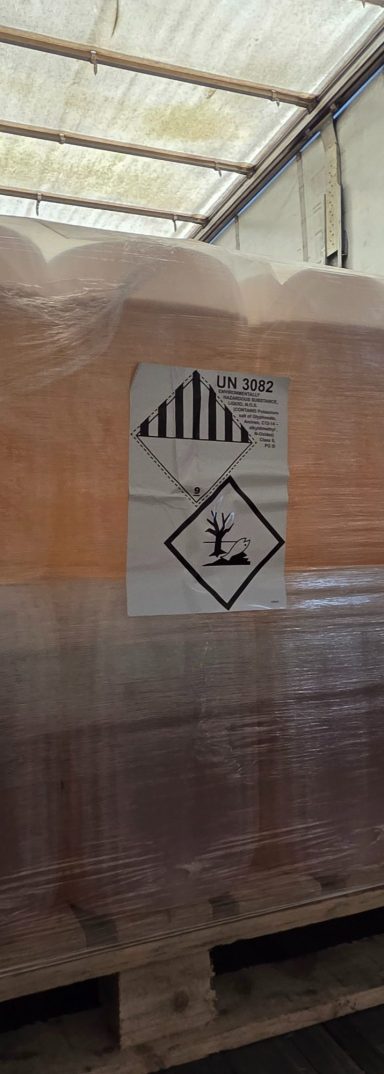 UN 3082
ENVIRONMENTALLY
HAZARDOUS SUBSTANCE,
LIQUID, N.O.S.
(CONTAINS Potassium
salt of Glyphosate,
Amines, C12-14 -
alkyldimethyl
N-Oxides)
Class 9,
PG III
9